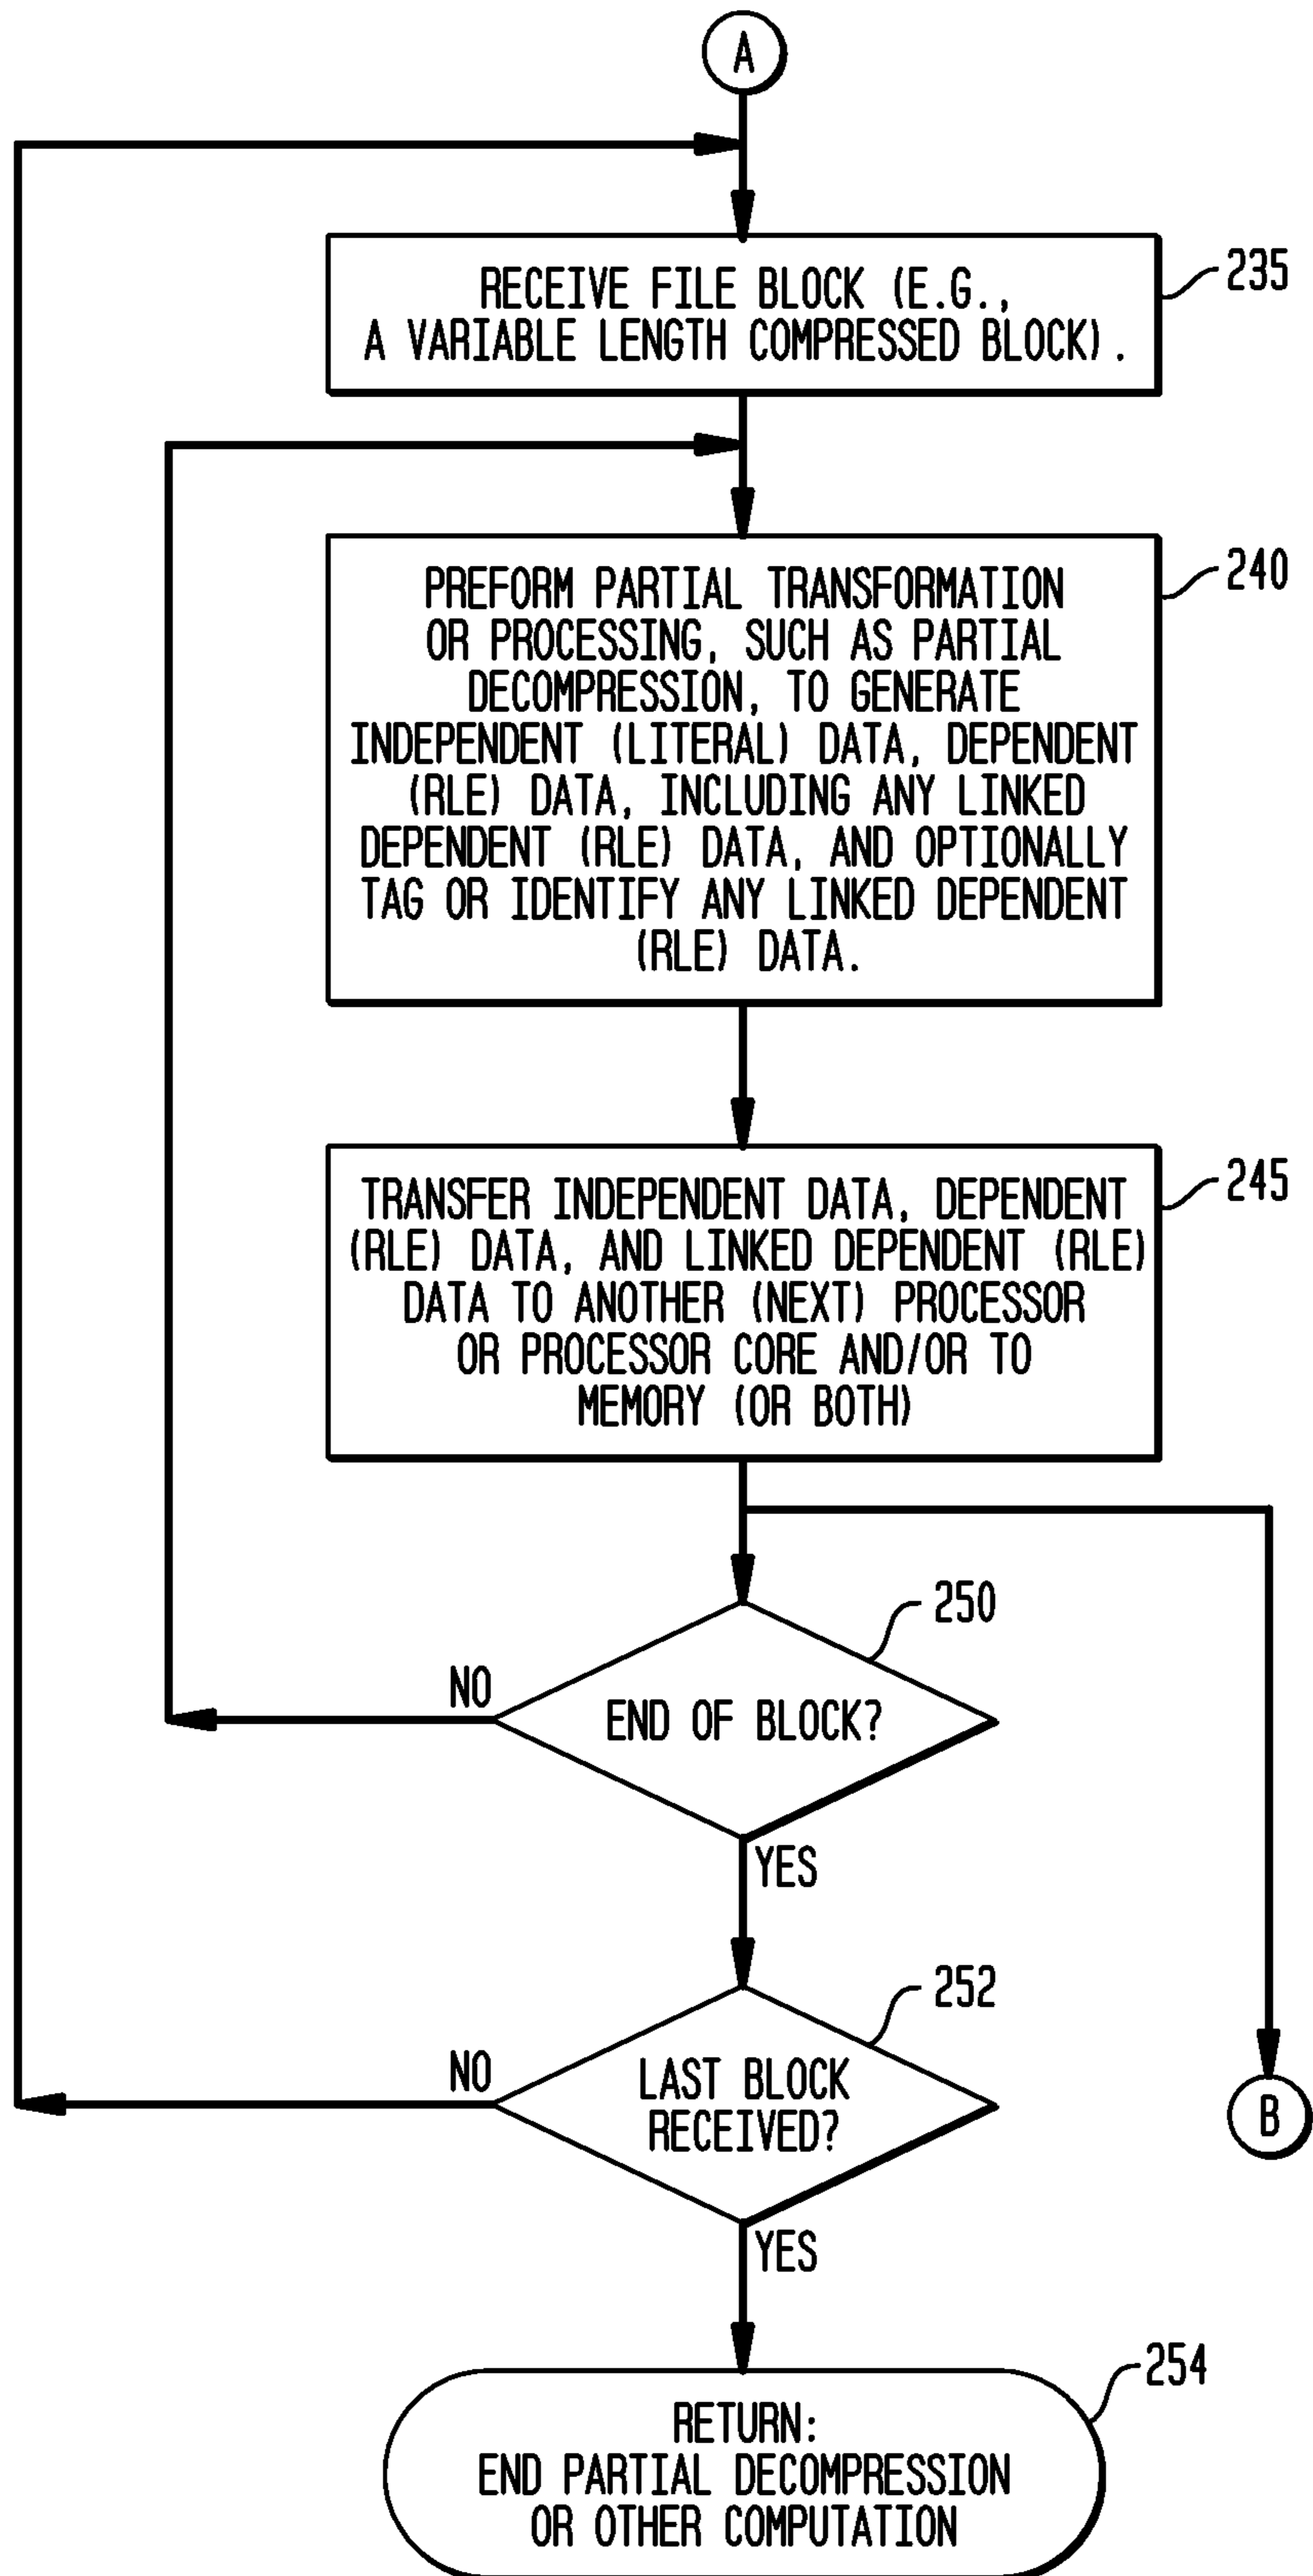 A
RECEIVE FILE BLOCK (E.G.,
A VARIABLE LENGTH COMPRESSED BLOCK).
235
PREFORM PARTIAL TRANSFORMATION
OR PROCESSING, SUCH AS PARTIAL
DECOMPRESSION, TO GENERATE
INDEPENDENT (LITERAL) DATA, DEPENDENT
(RLE) DATA, INCLUDING ANY LINKED
DEPENDENT (RLE) DATA, AND OPTIONALLY
TAG OR IDENTIFY ANY LINKED DEPENDENT
(RLE) DATA.
240
TRANSFER INDEPENDENT DATA, DEPENDENT
(RLE) DATA, AND LINKED DEPENDENT (RLE)
DATA TO ANOTHER (NEXT) PROCESSOR
OR PROCESSOR CORE AND/OR TO
MEMORY (OR BOTH)
245
250
NO
END OF BLOCK?
YES
252
NO
LAST BLOCK
RECEIVED?
B
YES
254
RETURN:
END PARTIAL DECOMPRESSION
OR OTHER COMPUTATION